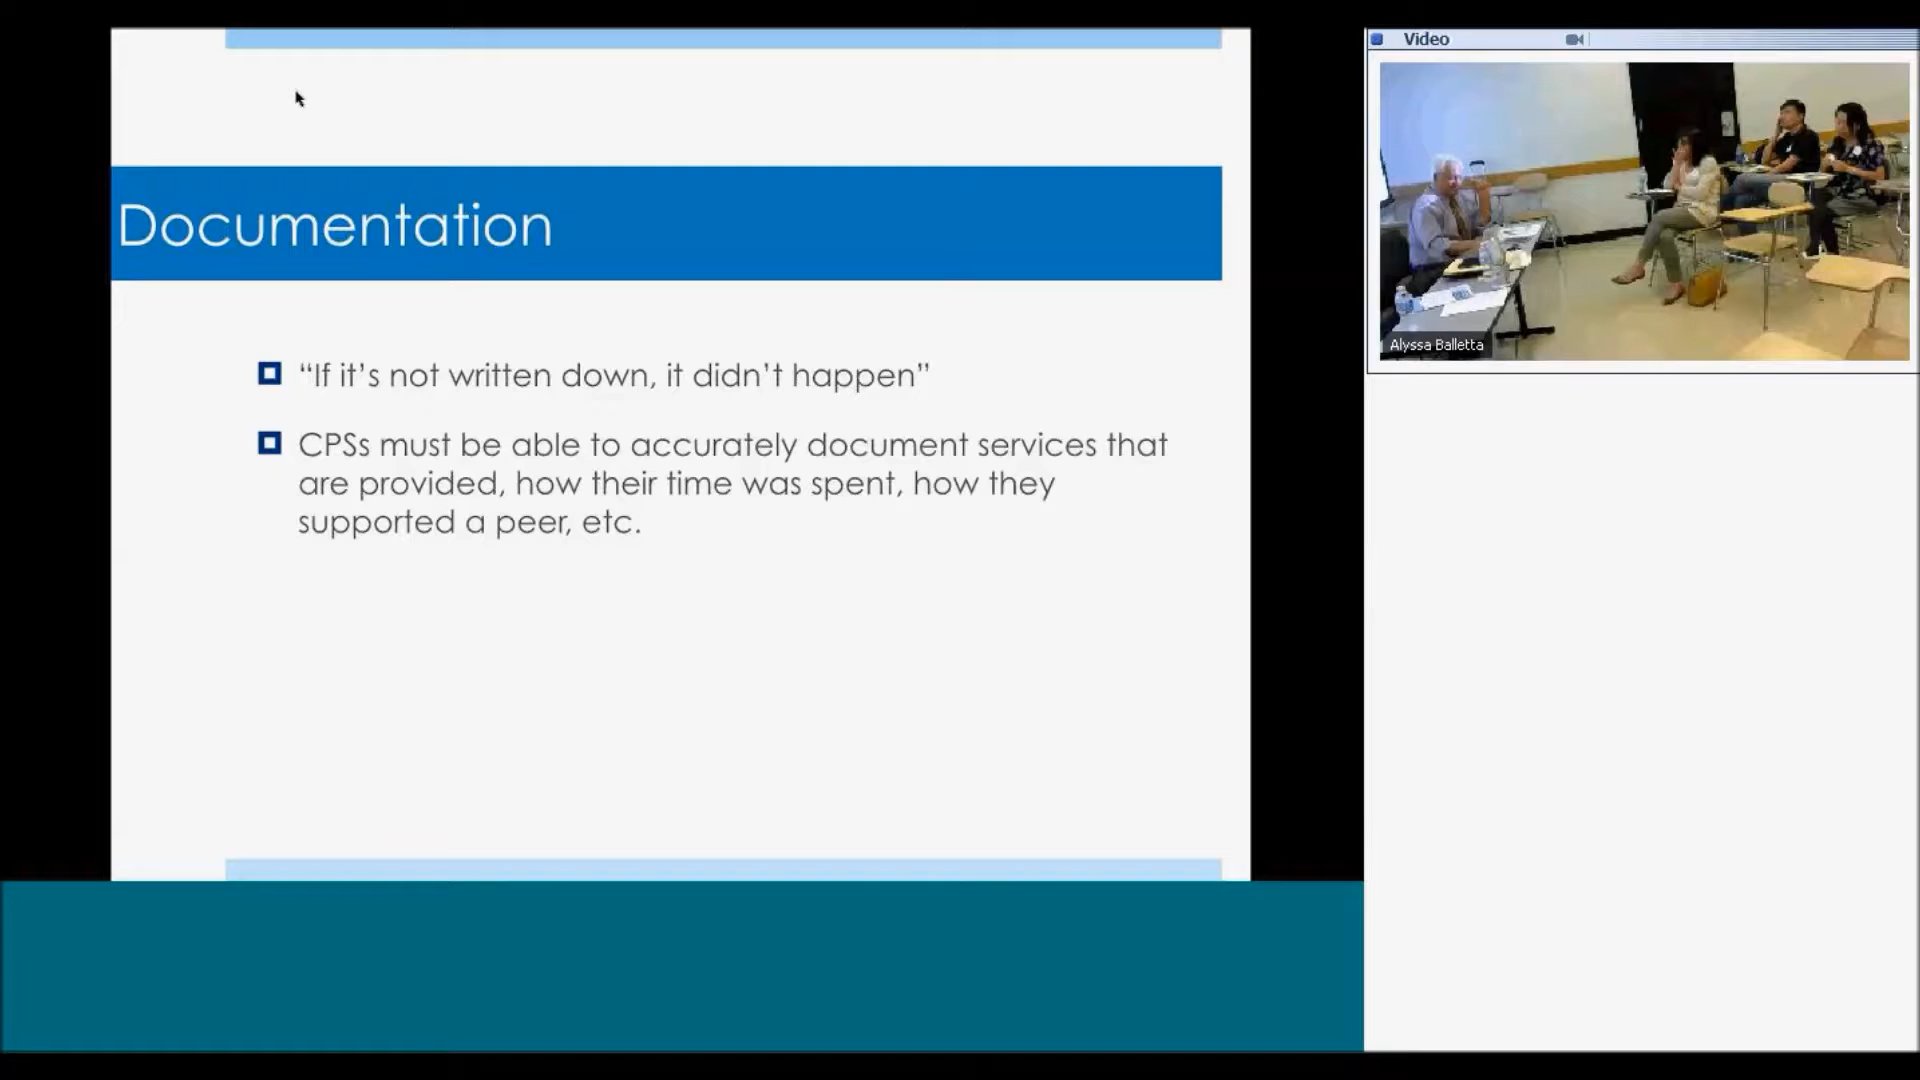 Documentation
“If it’s not written down, it didn’t happen”
CPSs must be able to accurately document services that
are provided, how their time was spent, how they
supported a peer, etc.
Video
Alyssa Balletta